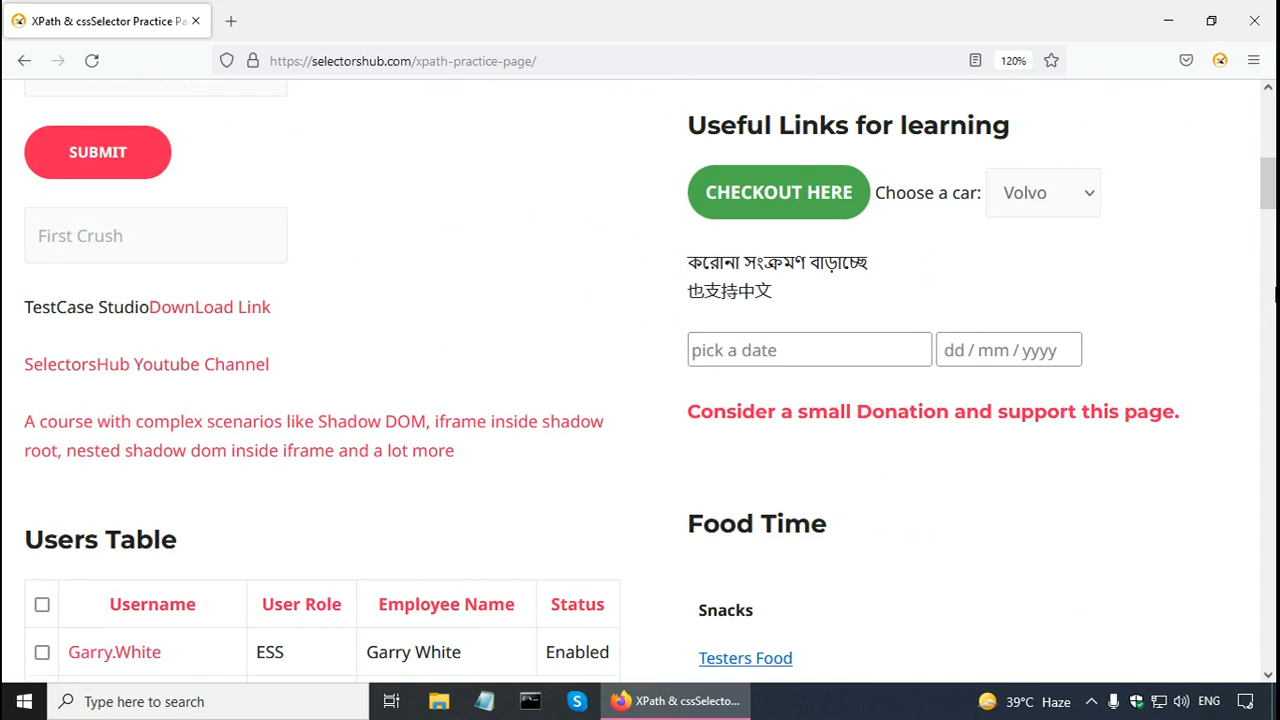 XPath & cssSelector Practice Pa
https://selectorshub.com/xpath-practice-page/
120%
SUBMIT
First Crush
TestCase StudioDownLoad Link
SelectorsHub Youtube Channel
A course with complex scenarios like Shadow DOM, iframe inside shadow
root, nested shadow dom inside iframe and a lot more
Users Table
Username User Role Employee Name Status
Garry.White ESS Garry White Enabled
Useful Links for learning
CHECKOUT HERE Choose a car: Volvo
করোনা সংক্রমণ বাড়াচ্ছে
也支持中文
pick a date dd / mm / yyyy
Consider a small Donation and support this page.
Food Time
Snacks
Testers Food
Type here to search
XPath & cssSelecto...
39°C Haze
ENG